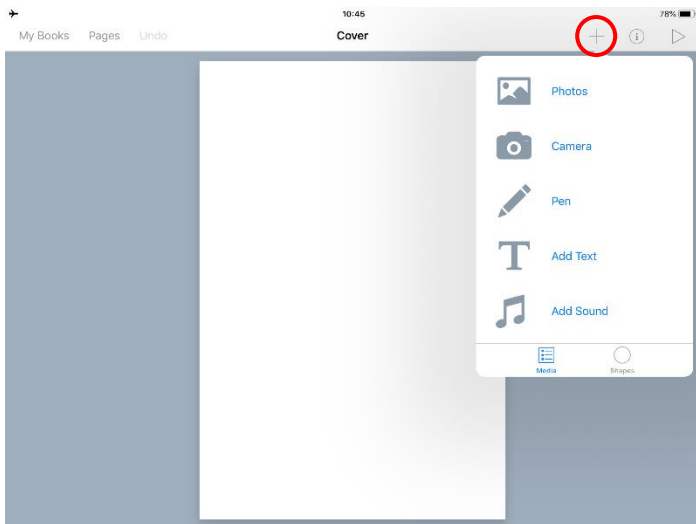 10:45 78%
My Books Pages Undo Cover
Photos
Camera
Pen
Add Text
Add Sound
Media Shapes